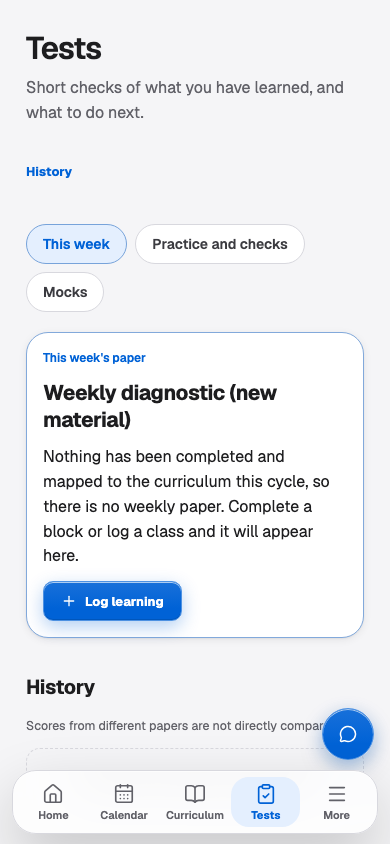 Tests
Short checks of what you have learned, and
what to do next.
History
This week
Practice and checks
Mocks
This week's paper
Weekly diagnostic (new
material)
Nothing has been completed and
mapped to the curriculum this cycle, so
there is no weekly paper. Complete a
block or log a class and it will appear
here.
+ Log learning
History
Scores from different papers are not directly
Home
Calendar
Curriculum
Tests
More